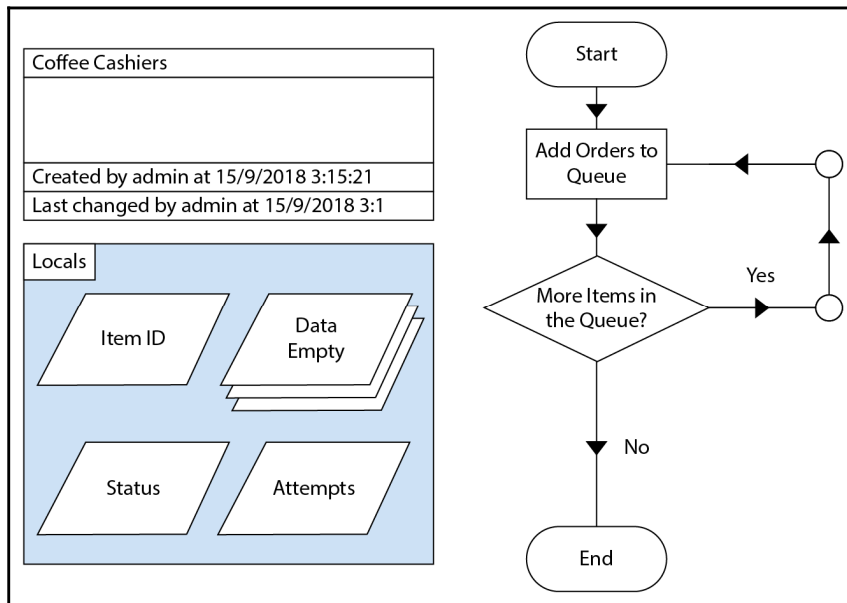 Coffee Cashiers
Created by admin at 15/9/2018 3:15:21
Last changed by admin at 15/9/2018 3:1
Locals
Item ID
Data
Empty
Status
Attempts
Start
Add Orders to
Queue
More Items in
the Queue?
Yes
No
End